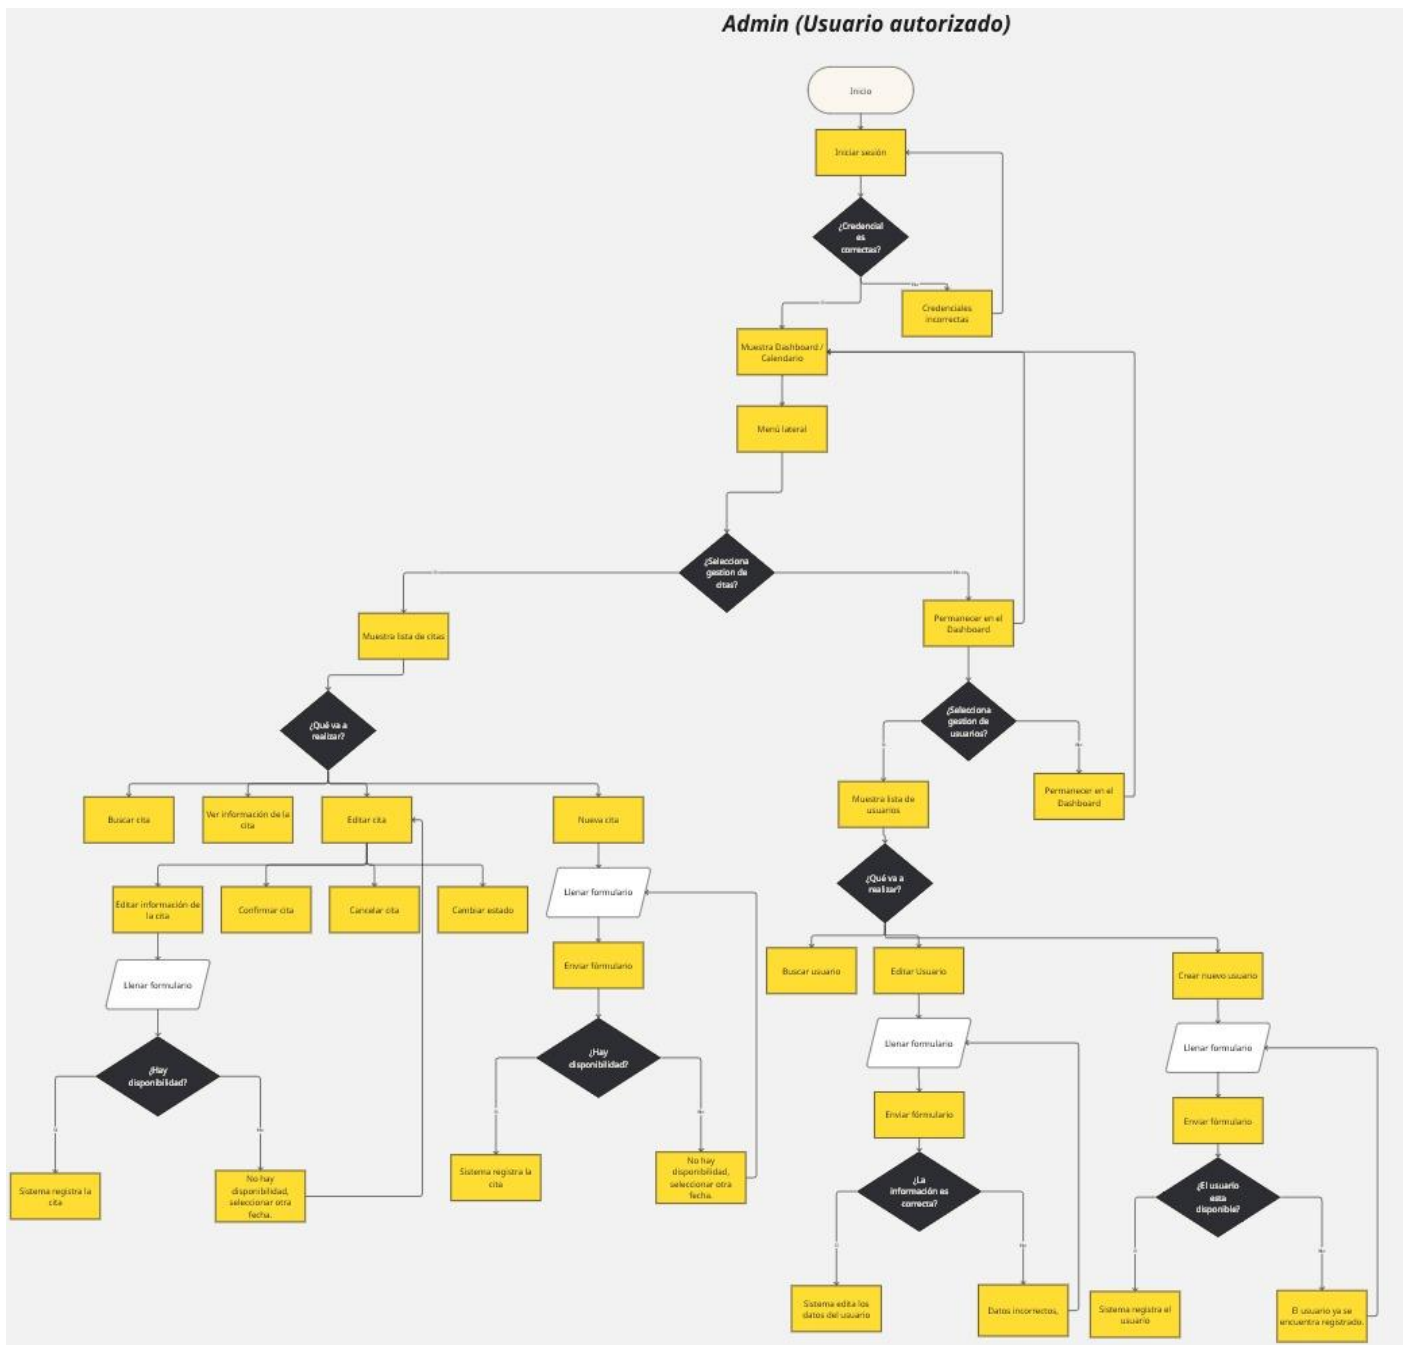 Admin (Usuario autorizado)
Inicio
Iniciar sesión
¿Credencial
es
correctas?
No
Si
Credenciales
incorrectas
Muestra Dashboard /
Calendario
Menú lateral
¿Selecciona
gestion de
citas?
Muestra lista de citas
Permanecer en el
Dashboard
¿Qué va a
realizar?
¿Selecciona
gestion de
usuarios?
Buscar cita
Ver información de la
cita
Editar cita
Nueva cita
Muestra lista de
usuarios
Permanecer en el
Dashboard
¿Qué va a
realizar?
Editar información de
la cita
Confirmar cita
Cancelar cita
Cambiar estado
Llenar formulario
Enviar fórmulario
Buscar usuario
Editar Usuario
Crear nuevo usuario
Llenar formulario
¿Hay
disponibilidad?
Llenar formulario
Llenar formulario
¿Hay
disponibilidad?
Enviar fórmulario
Enviar fórmulario
Sistema registra la
cita
No hay
disponibilidad,
seleccionar otra
fecha.
Sistema registra la
cita
No hay
disponibilidad,
seleccionar otra
fecha.
¿La
información es
correcta?
¿El usuario
esta
disponible?
Sistema edita los
datos del usuario
Datos incorrectos,
Sistema registra el
usuario
El usuario ya se
encuentra registrado.